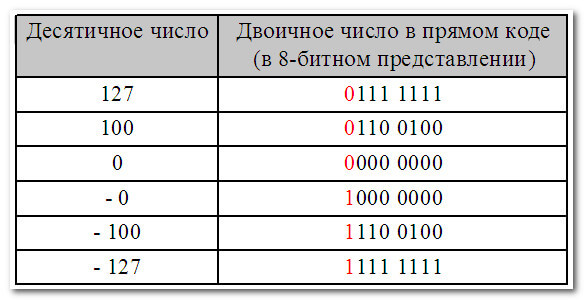 Десятичное число Двоичное число в прямом коде
(в 8-битном представлении)
127 0111 1111
100 0110 0100
0 0000 0000
- 0 1000 0000
- 100 1110 0100
- 127 1111 1111